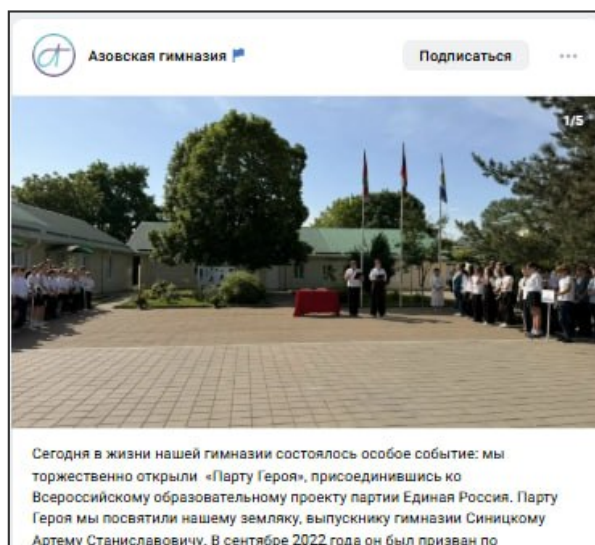 Азовская гимназия
Подписаться
1/5
Сегодня в жизни нашей гимназии состоялось особое событие: мы
торжественно открыли «Парту Героя», присоединившись ко
Всероссийскому образовательному проекту партии Единая Россия. Парту
Героя мы посвятили нашему земляку, выпускнику гимназии Синицкому
Артему Станиславовичу. В сентябре 2022 года он был призван по